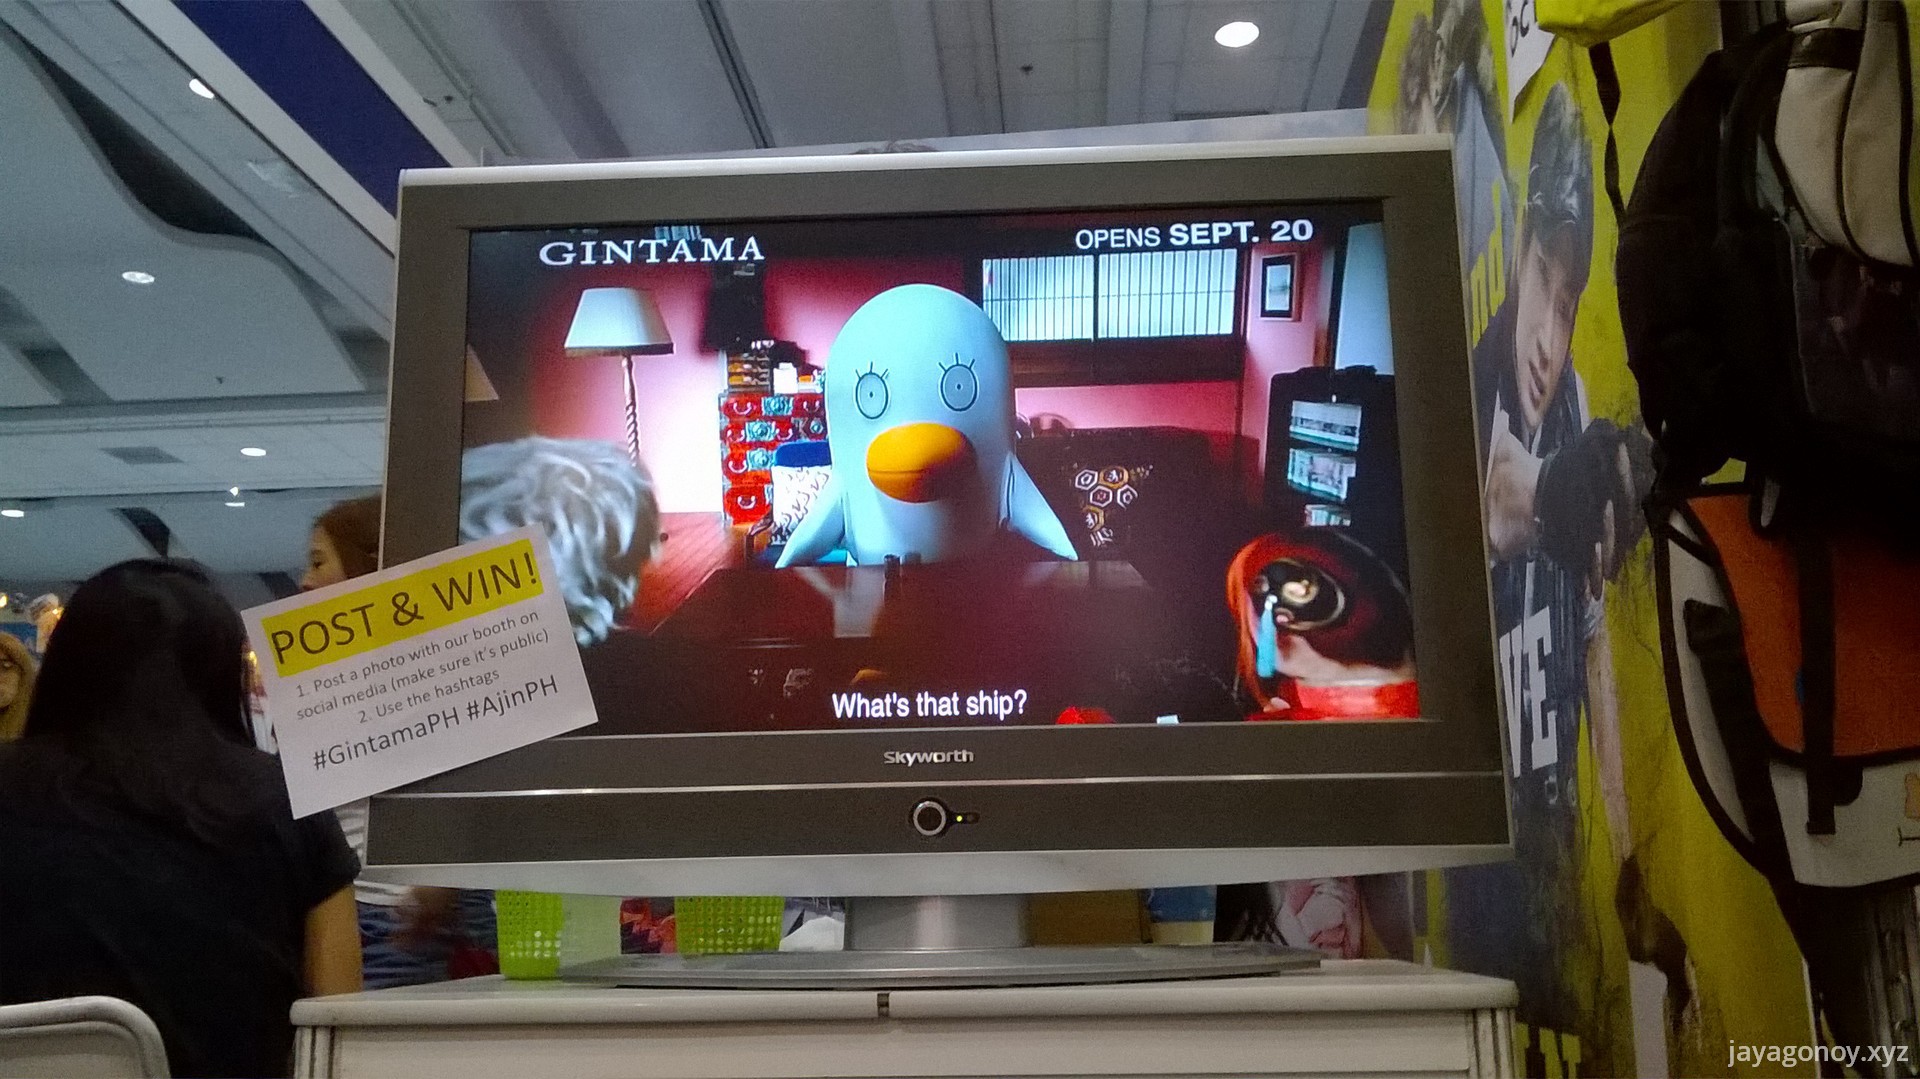 GINTAMA
OPENS SEPT. 20
What's that ship?
Skyworth
POST & WIN!
1. Post a photo with our booth on
social media (make sure it's public)
2. Use the hashtags
#GintamaPH #AjinPH
jayagonoy.xyz